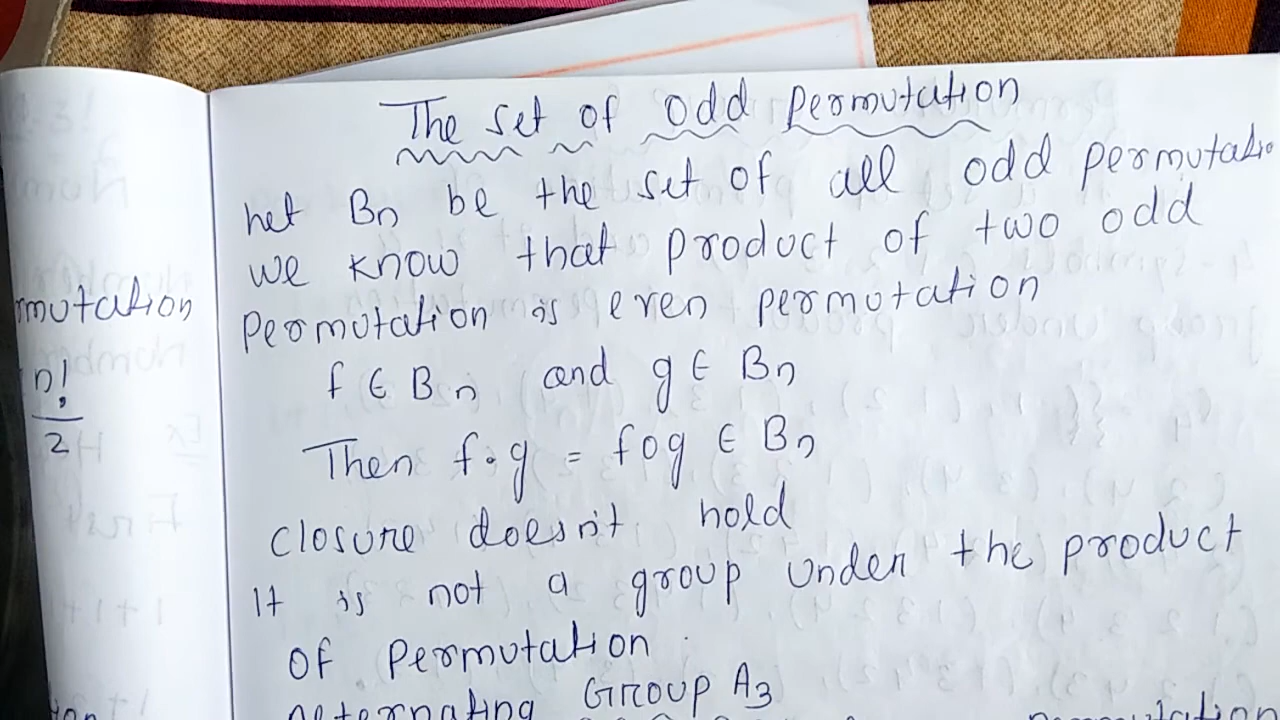 The set of odd permutation
Let Bn be the set of all odd permutatio
we know that product of two odd
permutation is even permutation
f ∈ Bn and g ∈ Bn
Then f·g = fog ∈ Bn
closure doesn't hold
It is not a group under the product
of permutation.
Alternating Group A3
permutation
rmutation
n!
2